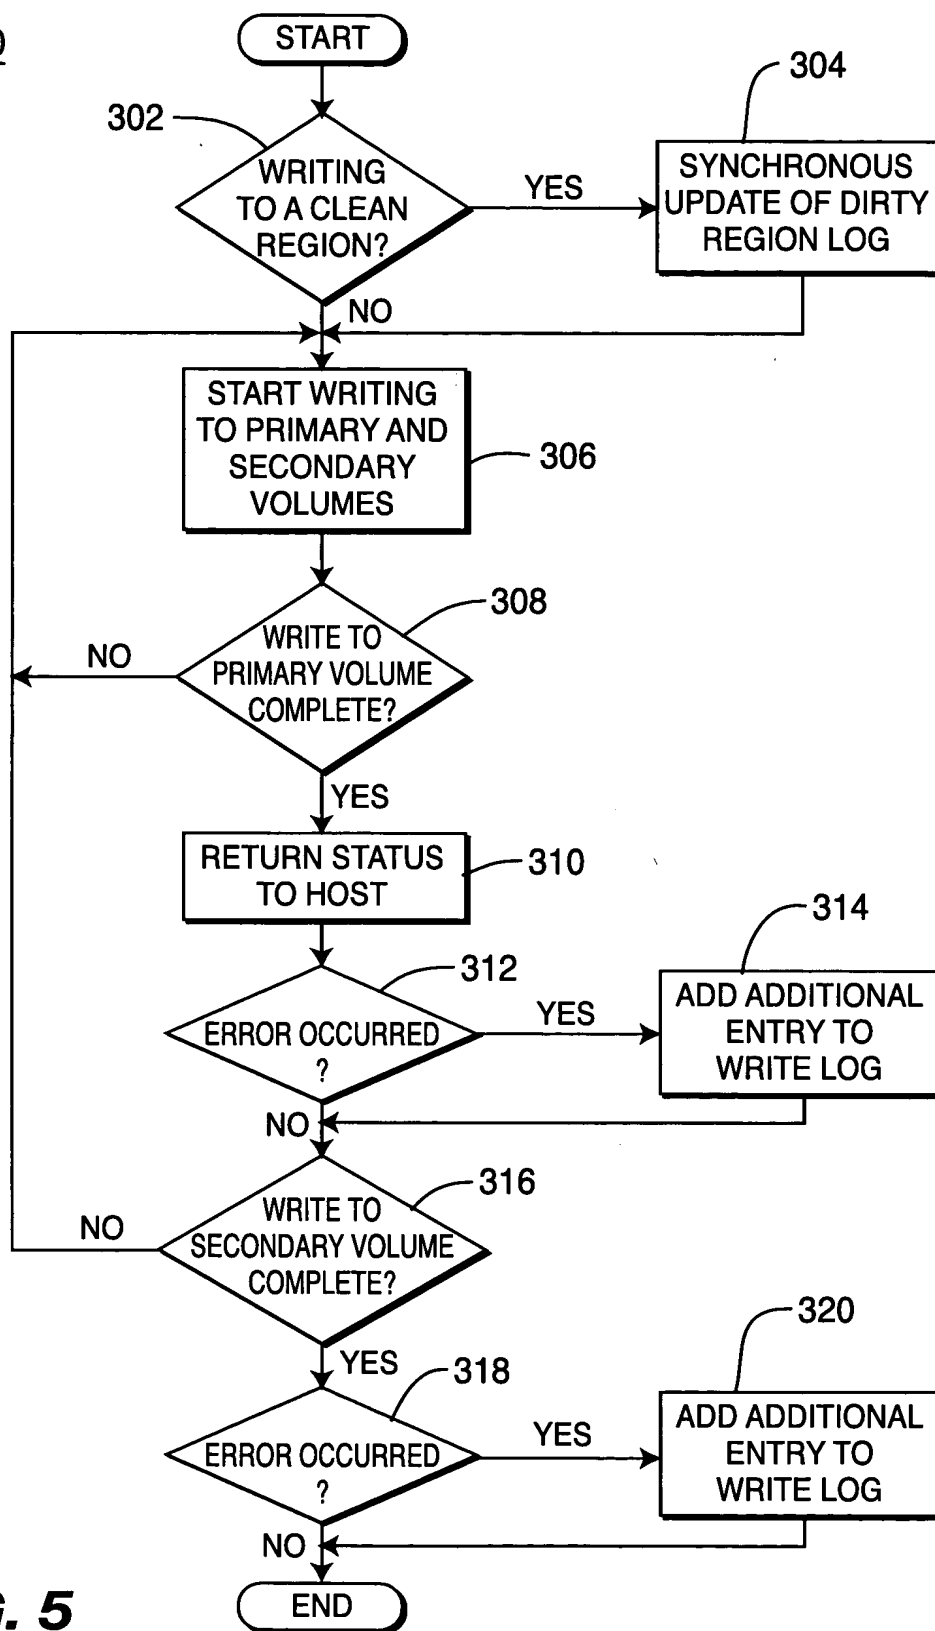 START
302
304
WRITING
TO A CLEAN
REGION?
YES
SYNCHRONOUS
UPDATE OF DIRTY
REGION LOG
NO
START WRITING
TO PRIMARY AND
SECONDARY
VOLUMES
306
308
WRITE TO
PRIMARY VOLUME
COMPLETE?
NO
YES
RETURN STATUS
TO HOST
310
312
314
ERROR OCCURRED
?
YES
ADD ADDITIONAL
ENTRY TO
WRITE LOG
NO
316
WRITE TO
SECONDARY VOLUME
COMPLETE?
NO
YES
318
320
ERROR OCCURRED
?
YES
ADD ADDITIONAL
ENTRY TO
WRITE LOG
NO
END
. 5